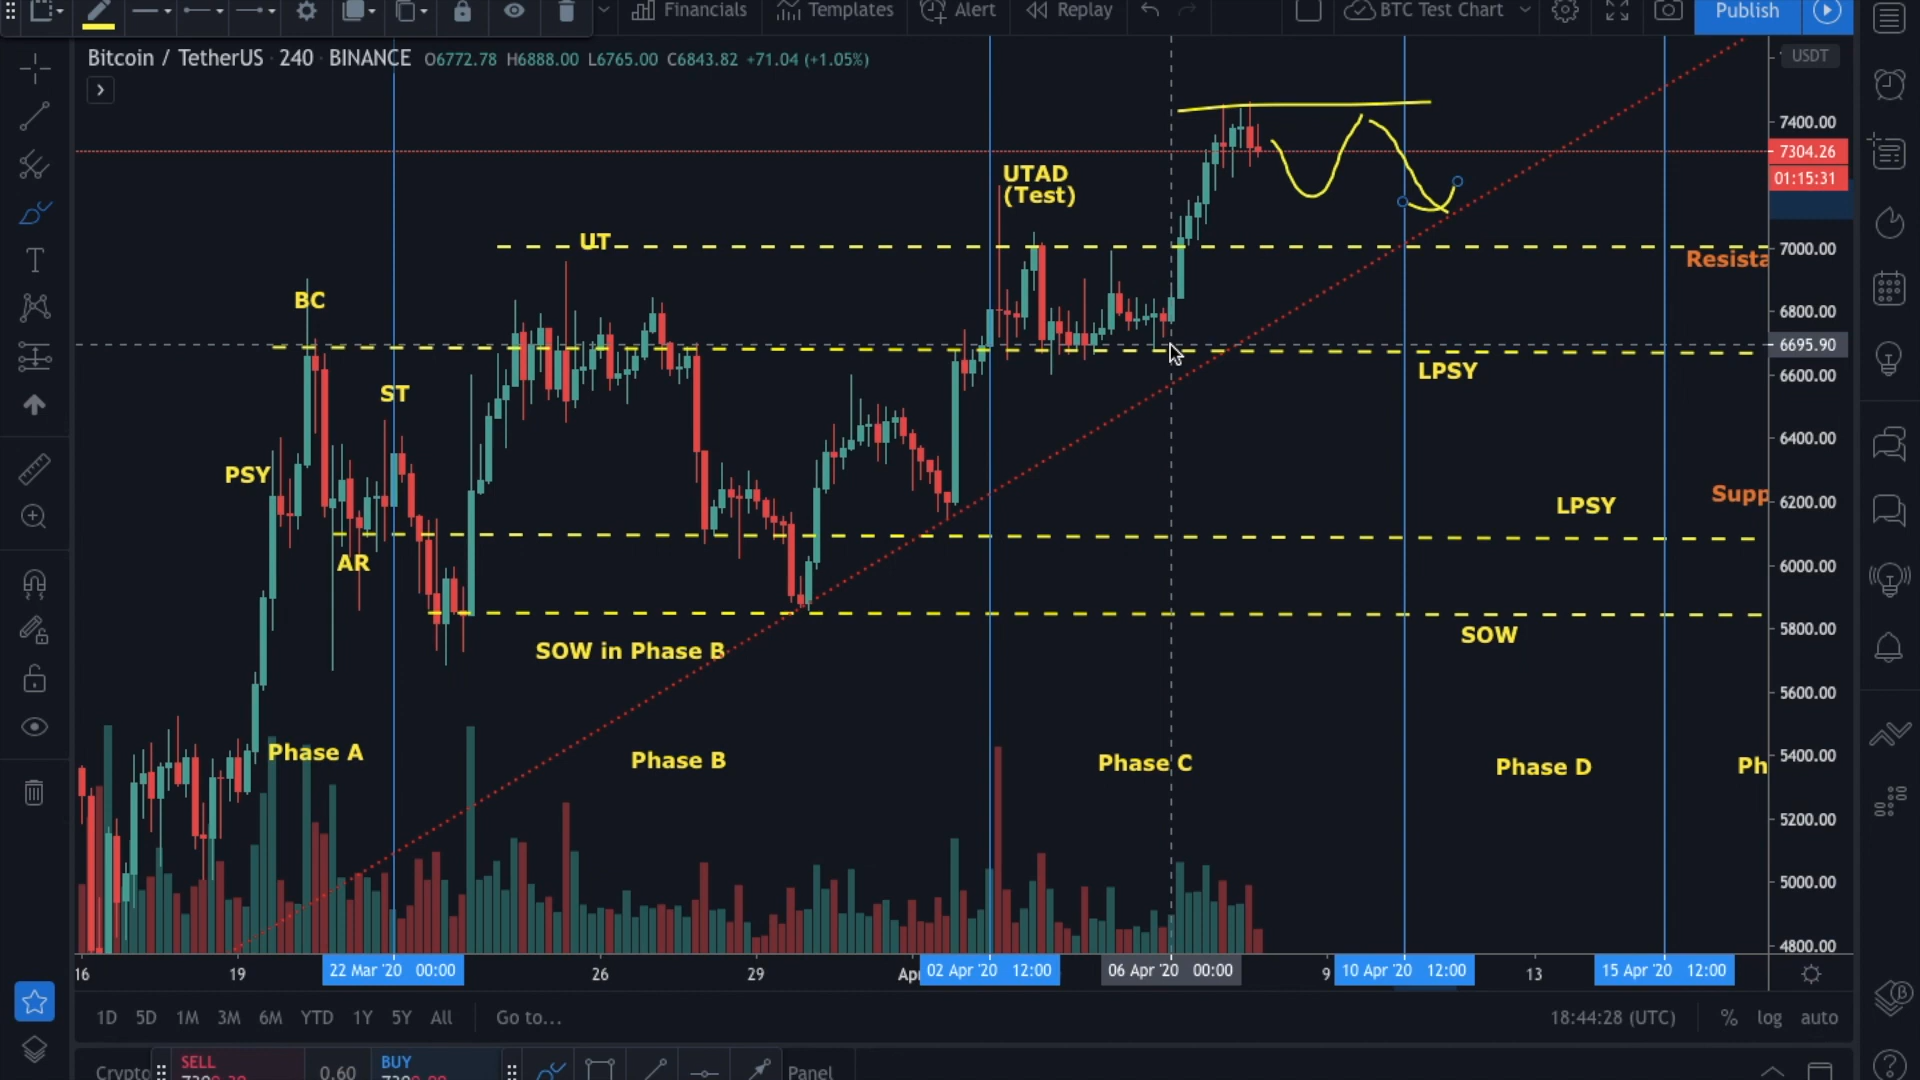 Financials Templates Alert Replay BTC Test Chart Publish
Bitcoin / TetherUS · 240 · BINANCE O6772.78 H6888.00 L6765.00 C6843.82 +71.04 (+1.05%)
USDT
7400.00
7304.26
01:15:31
UTAD
(Test)
UT
7000.00
Resista
BC
6800.00
6695.90
LPSY
6600.00
ST
6400.00
PSY
Supp
6200.00
LPSY
AR
6000.00
5800.00
SOW
SOW in Phase B
5600.00
Phase A
Phase B
Phase C
Phase D
Ph
5400.00
5200.00
5000.00
4800.00
16 19 22 Mar '20 00:00 26 29 Ap 02 Apr '20 12:00 06 Apr '20 00:00 9 10 Apr '20 12:00 13 15 Apr '20 12:00
1D 5D 1M 3M 6M YTD 1Y 5Y All Go to... 18:44:28 (UTC) % log auto
SELL
BUY
Crypto
0.60
Panel